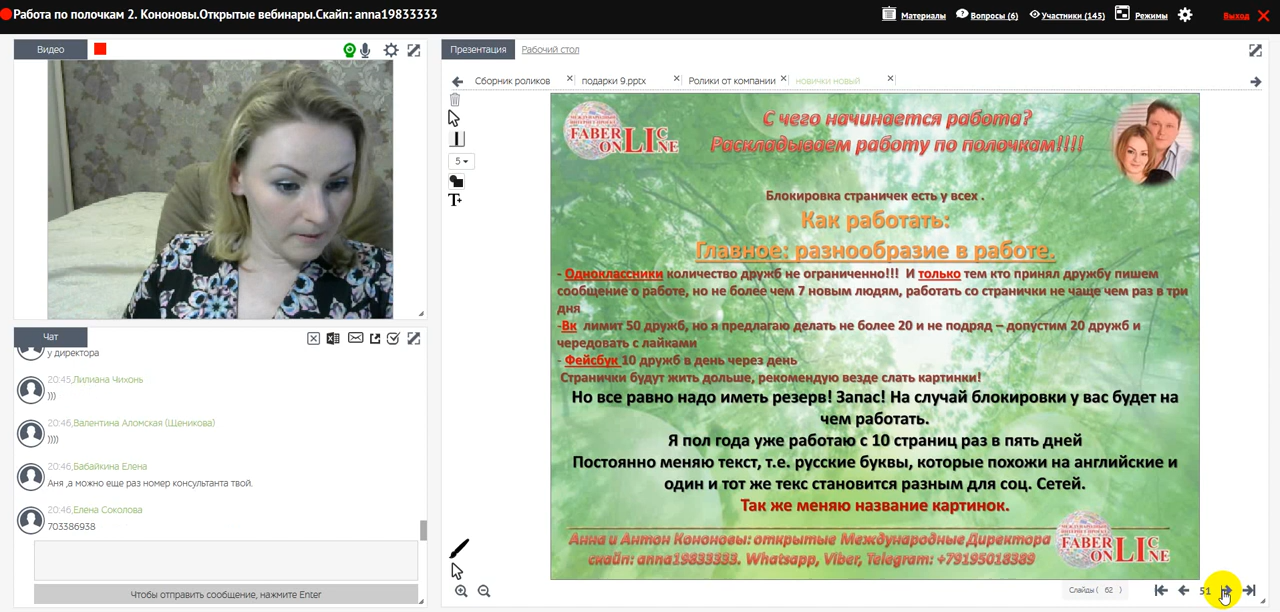 Работа по полочкам 2. Кононовы.Открытые вебинары.Скайп: anna19833333
Материалы
Вопросы (6)
Участники (145)
Режимы
Выход
Видео
Презентация
Рабочий стол
Сборник роликов
подарки 9.pptx
Ролики от компании
новички новый
5
T+
МЕЖДУНАРОДНЫЙ
ИНТЕРНЕТ ПРОЕКТ
FABERLIC
ONLINE
С чего начинается работа?
Раскладываем работу по полочкам!!!!
Блокировка страничек есть у всех .
Как работать:
Главное: разнообразие в работе.
- Одноклассники количество дружб не ограниченно!!! И только тем кто принял дружбу пишем
сообщение о работе, но не более чем 7 новым людям, работать со странички не чаще чем раз в три
дня
-Вк лимит 50 дружб, но я предлагаю делать не более 20 и не подряд – допустим 20 дружб и
чередовать с лайками
- Фейсбук 10 дружб в день через день
Странички будут жить дольше, рекомендую везде слать картинки!
Но все равно надо иметь резерв! Запас! На случай блокировки у вас будет на
чем работать.
Я пол года уже работаю с 10 страниц раз в пять дней
Постоянно меняю текст, т.е. русские буквы, которые похожи на английские и
один и тот же текс становится разным для соц. Сетей.
Так же меняю название картинок.
Анна и Антон Кононовы: открытые Международные Директора
скайп: anna19833333. Whatsapp, Viber, Telegram: +79195018389
FABERLIC
ONLINE
Слайды ( 62 )
51
Чат
у директора
20:45,Лилиана Чихонь
)))
20:46,Валентина Аломская (Щеникова)
))))
20:46,Бабайкина Елена
Аня ,а можно еще раз номер консультанта твой.
20:46,Елена Соколова
703386938
Чтобы отправить сообщение, нажмите Enter